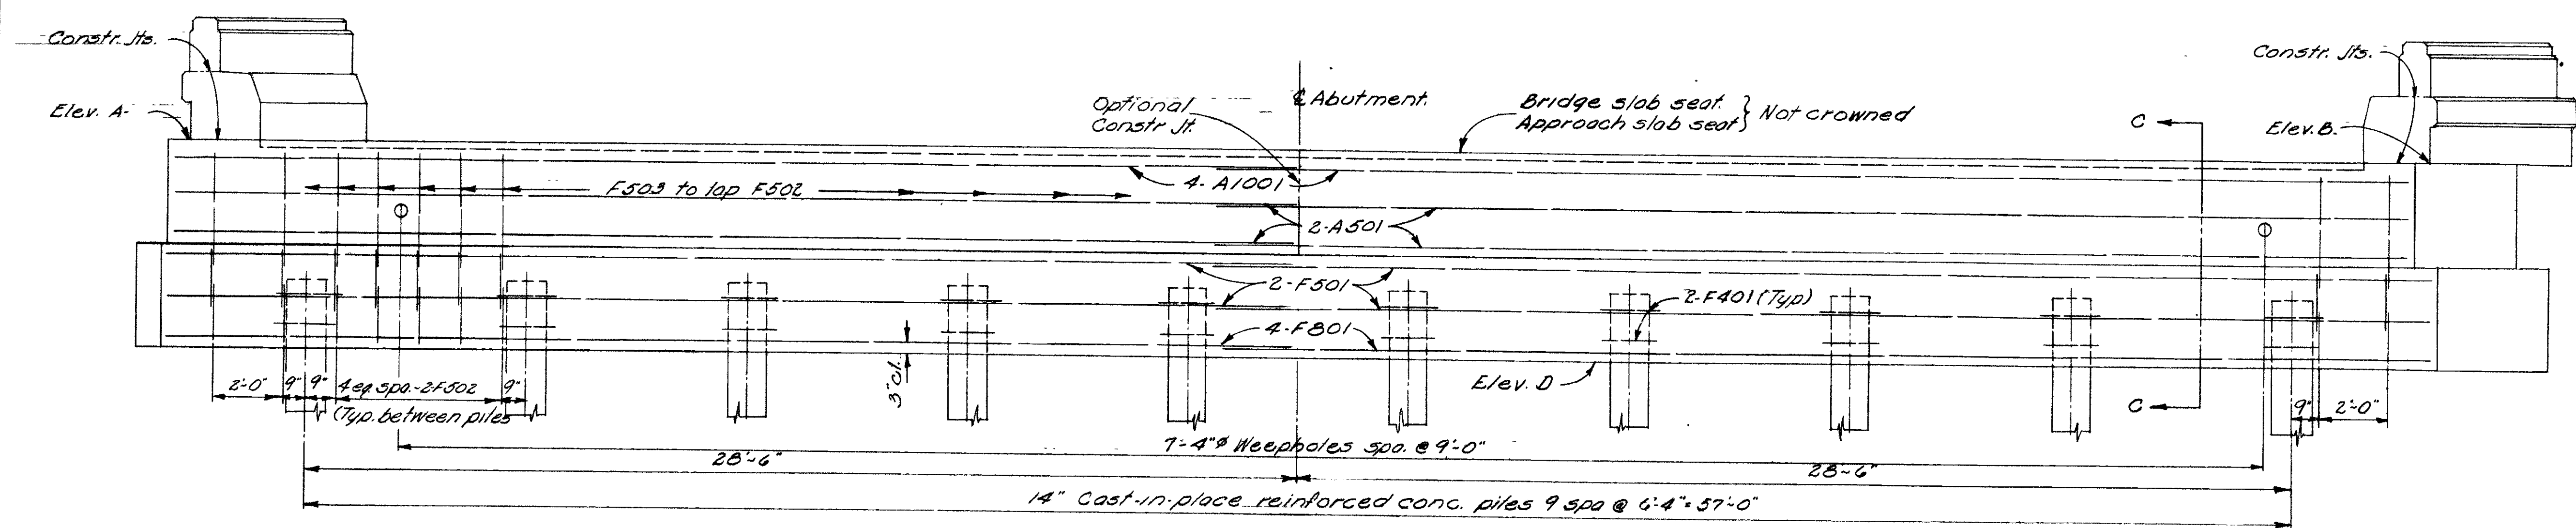 Constr. Jts.
Elev. A-
Optional
Constr Jt.
℄ Abutment.
Bridge slab seat.
Approach slab seat
} Not crowned
Constr. Jts.
C
Elev. B.
F503 to lap F502
4-A1001
2-A501
2-F501
2-F401 (Typ)
4-F801
3" cl.
Elev. D
C
2'-0"
9"
9"
4 eq. spa.-2-F502
9"
(Typ. between piles
9"
2'-0"
7-4"ø Weepholes spa. @ 9'-0"
28'-6"
28'-6"
14" Cast-in-place reinforced conc. piles 9 spa @ 6'-4" = 57'-0"